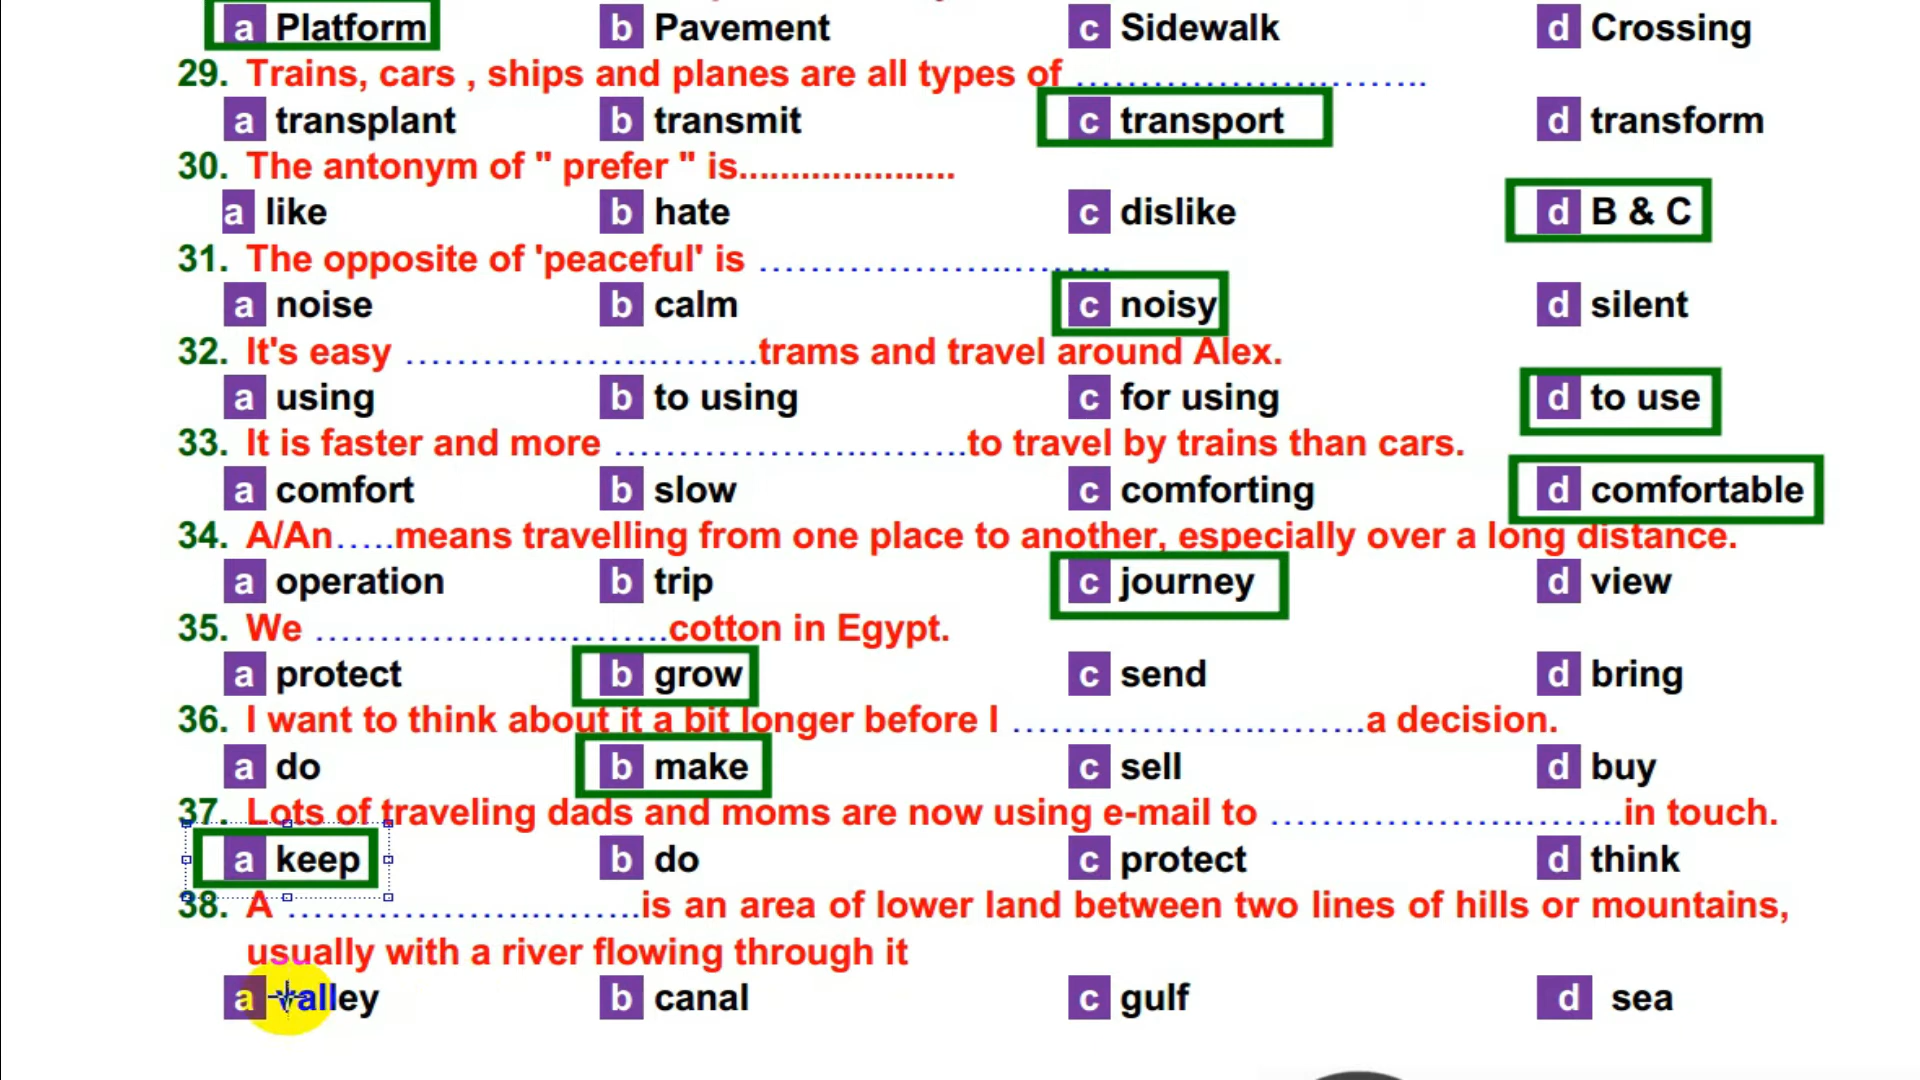 a Platform b Pavement c Sidewalk d Crossing
29. Trains, cars , ships and planes are all types of ..........................
a transplant b transmit c transport d transform
30. The antonym of " prefer " is.....................
a like b hate c dislike d B & C
31. The opposite of 'peaceful' is ..........................
a noise b calm c noisy d silent
32. It's easy ..........................trams and travel around Alex.
a using b to using c for using d to use
33. It is faster and more ..........................to travel by trains than cars.
a comfort b slow c comforting d comfortable
34. A/An.....means travelling from one place to another, especially over a long distance.
a operation b trip c journey d view
35. We ..........................cotton in Egypt.
a protect b grow c send d bring
36. I want to think about it a bit longer before I ..........................a decision.
a do b make c sell d buy
37. Lots of traveling dads and moms are now using e-mail to ..........................in touch.
a keep b do c protect d think
38. A ..........................is an area of lower land between two lines of hills or mountains,
usually with a river flowing through it
a valley b canal c gulf d sea